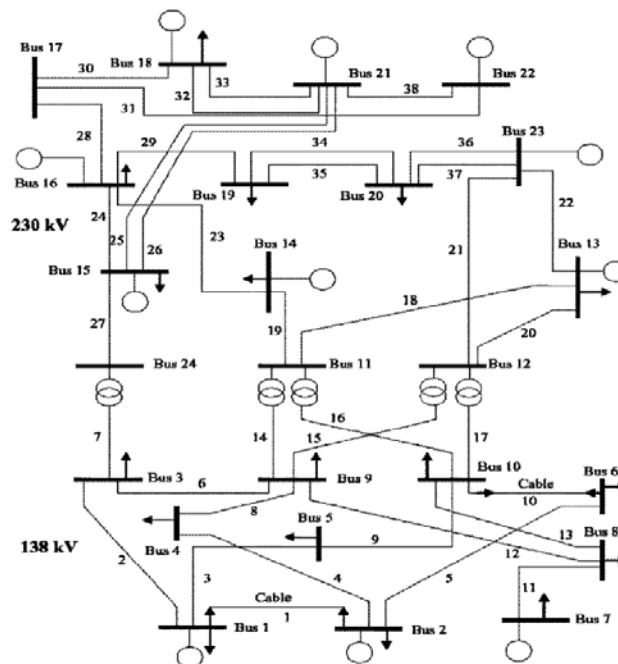 Bus 17
30
Bus 18
33
Bus 21
Bus 22
32
38
31
28
Bus 23
29
34
36
Bus 16
35
37
24
Bus 19
Bus 20
22
230 kV
25
26
23
Bus 14
21
Bus 13
Bus 15
18
27
19
20
Bus 24
Bus 11
Bus 12
7
14
15
16
17
Bus 3
6
Bus 9
Bus 10
Bus 6
Cable
10
8
Bus 5
Bus 4
9
13
Bus 8
138 kV
12
2
3
4
5
11
Cable
1
Bus 1
Bus 2
Bus 7